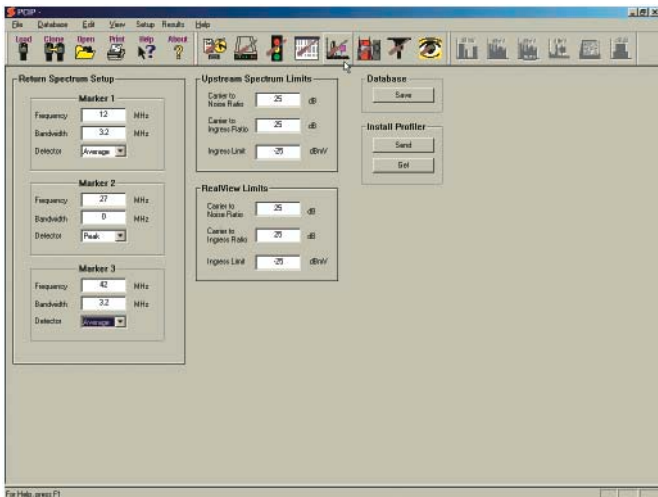 PCIP -
File Database Edit View Setup Results Help
Load Clone Open Print Help About
Return Spectrum Setup
Marker 1
Frequency 12 MHz
Bandwidth 3.2 MHz
Detector Average
Marker 2
Frequency 27 MHz
Bandwidth 0 MHz
Detector Peak
Marker 3
Frequency 42 MHz
Bandwidth 3.2 MHz
Detector Average
Upstream Spectrum Limits
Carrier to
Noise Ratio 25 dB
Carrier to
Ingress Ratio 25 dB
Ingress Limit -25 dBmV
RealView Limits
Carrier to
Noise Ratio 25 dB
Carrier to
Ingress Ratio 25 dB
Ingress Limit -25 dBmV
Database
Save
Install Profiler
Send
Get
For Help, press F1